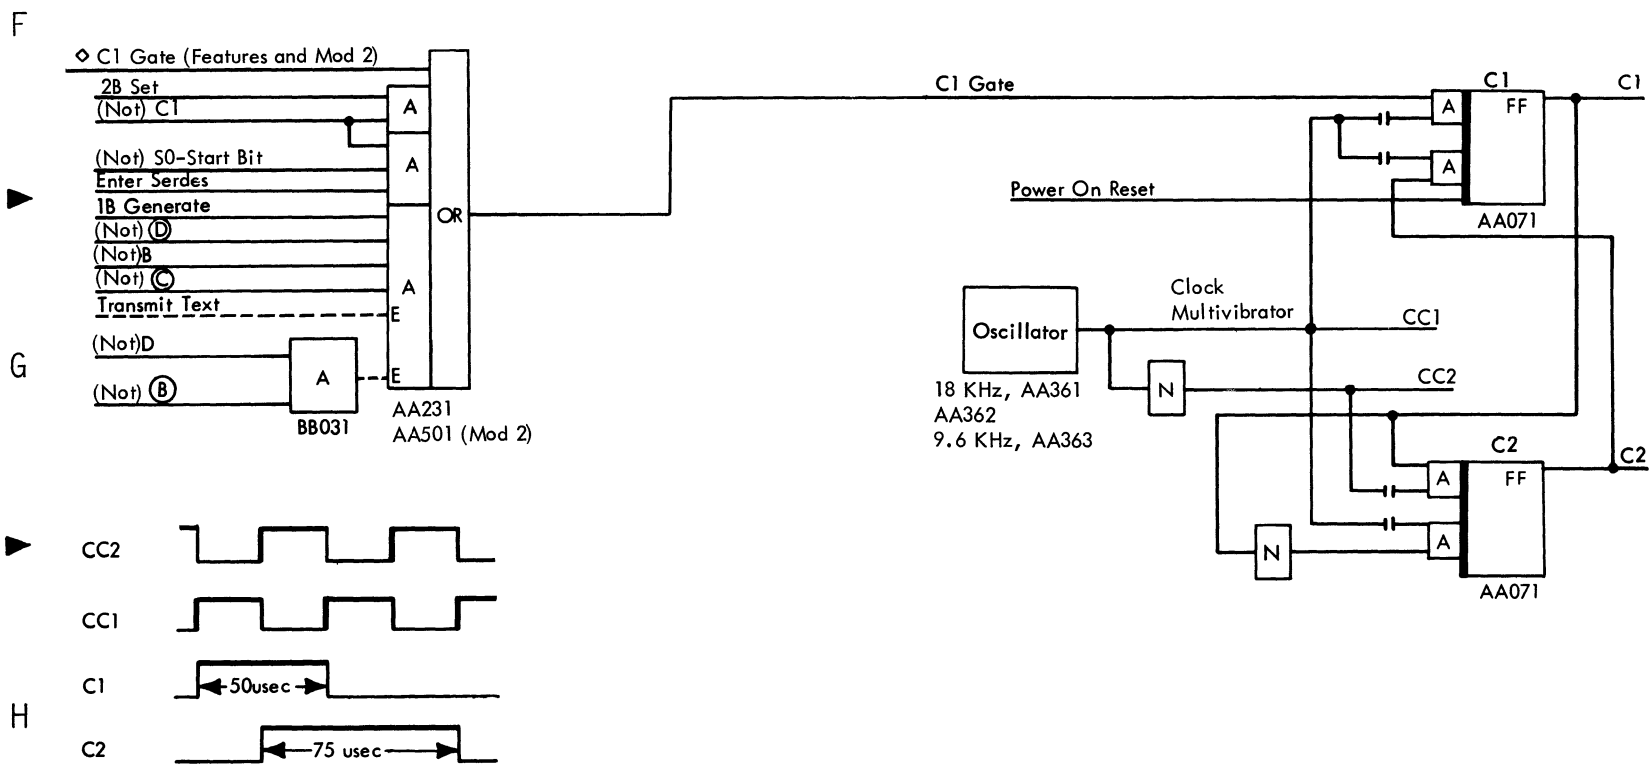 F
◇ C1 Gate (Features and Mod 2)
2B Set
(Not) C1
A
(Not) S0-Start Bit
A
Enter Serdes
1B Generate
(Not) Ⓓ
(Not)B
(Not) Ⓒ
A
Transmit Text
E
OR
G
(Not)D
(Not) Ⓑ
A
E
BB031
AA231
AA501 (Mod 2)
C1 Gate
C1
C1
A
FF
A
Power On Reset
AA071
Oscillator
Clock
Multivibrator
CC1
18 KHz, AA361
AA362
9.6 KHz, AA363
N
CC2
C2
C2
A
FF
N
A
AA071
CC2
CC1
C1
50usec
H
C2
75 usec